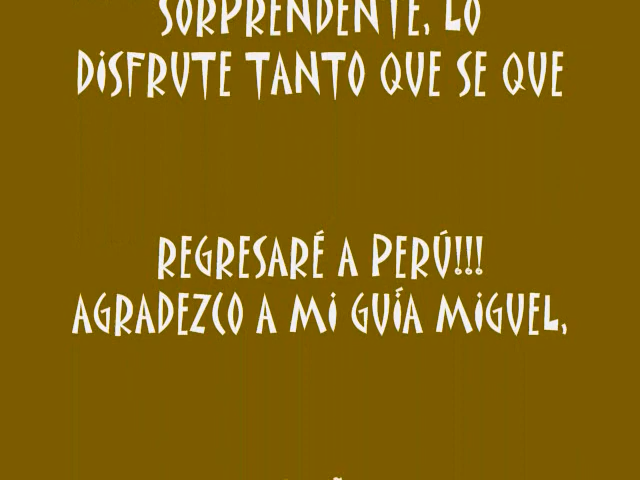 SORPRENDENTE, LO
DISFRUTE TANTO QUE SE QUE
REGRESARÉ A PERÚ!!!
AGRADEZCO A MI GUÍA MIGUEL,